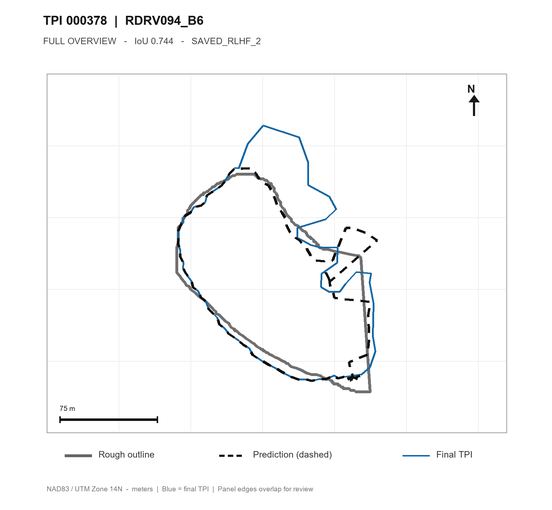 TPI 000378 | RDRV094_B6
FULL OVERVIEW - IoU 0.744 - SAVED_RLHF_2
N
75 m
Rough outline
Prediction (dashed)
Final TPI
NAD83 / UTM Zone 14N - meters | Blue = final TPI | Panel edges overlap for review